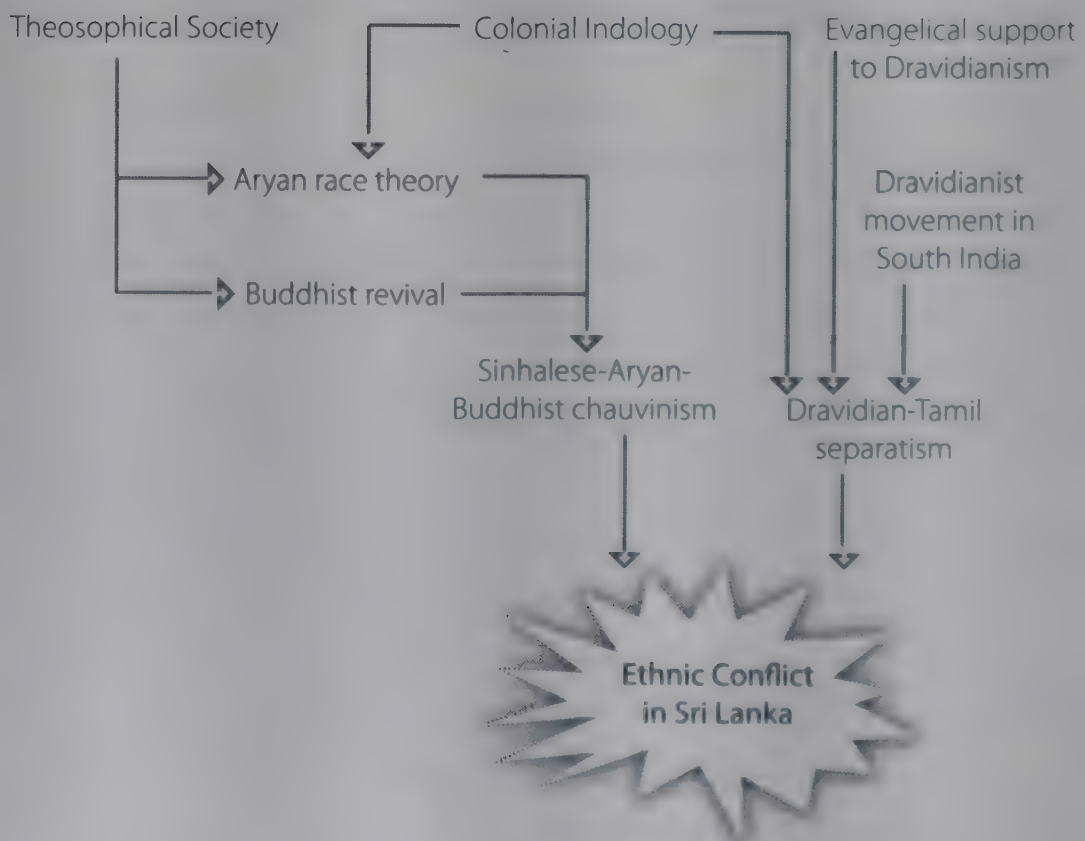 Theosophical Society
Colonial Indology
Evangelical support
to Dravidianism
Aryan race theory
Dravidianist
movement in
South India
Buddhist revival
Sinhalese-Aryan-
Buddhist chauvinism
Dravidian-Tamil
separatism
Ethnic Conflict
in Sri Lanka